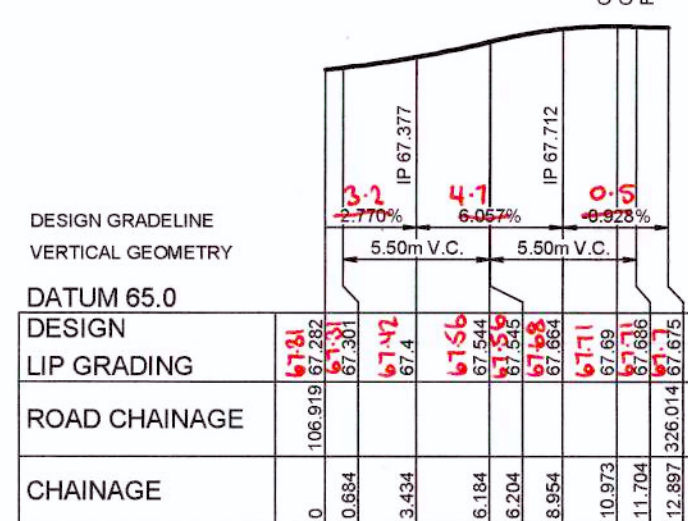 IP 67.377
IP 67.712
3.2 4.7 0.5
2.770% 6.057% -0.928%
DESIGN GRADELINE
VERTICAL GEOMETRY
5.50m V.C. 5.50m V.C.
DATUM 65.0
DESIGN
LIP GRADING
67.31 67.42 67.56 67.56 67.68 67.71 67.71 67.7
67.282 67.301 67.4 67.544 67.545 67.664 67.69 67.686 67.675
ROAD CHAINAGE 106.919 326.014
CHAINAGE 0 0.684 3.434 6.184 6.204 8.954 10.973 11.704 12.897